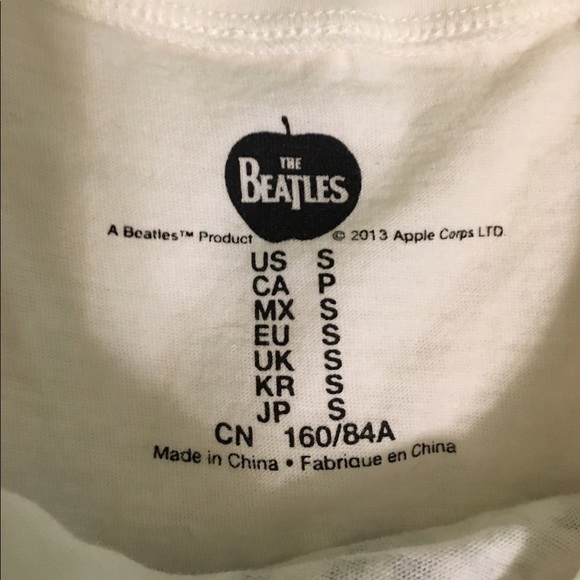 THE
BEATLES
A Beatles™ Product © 2013 Apple Corps LTD.
US S
CA P
MX S
EU S
UK S
KR S
JP S
CN 160/84A
Made in China • Fabrique en China